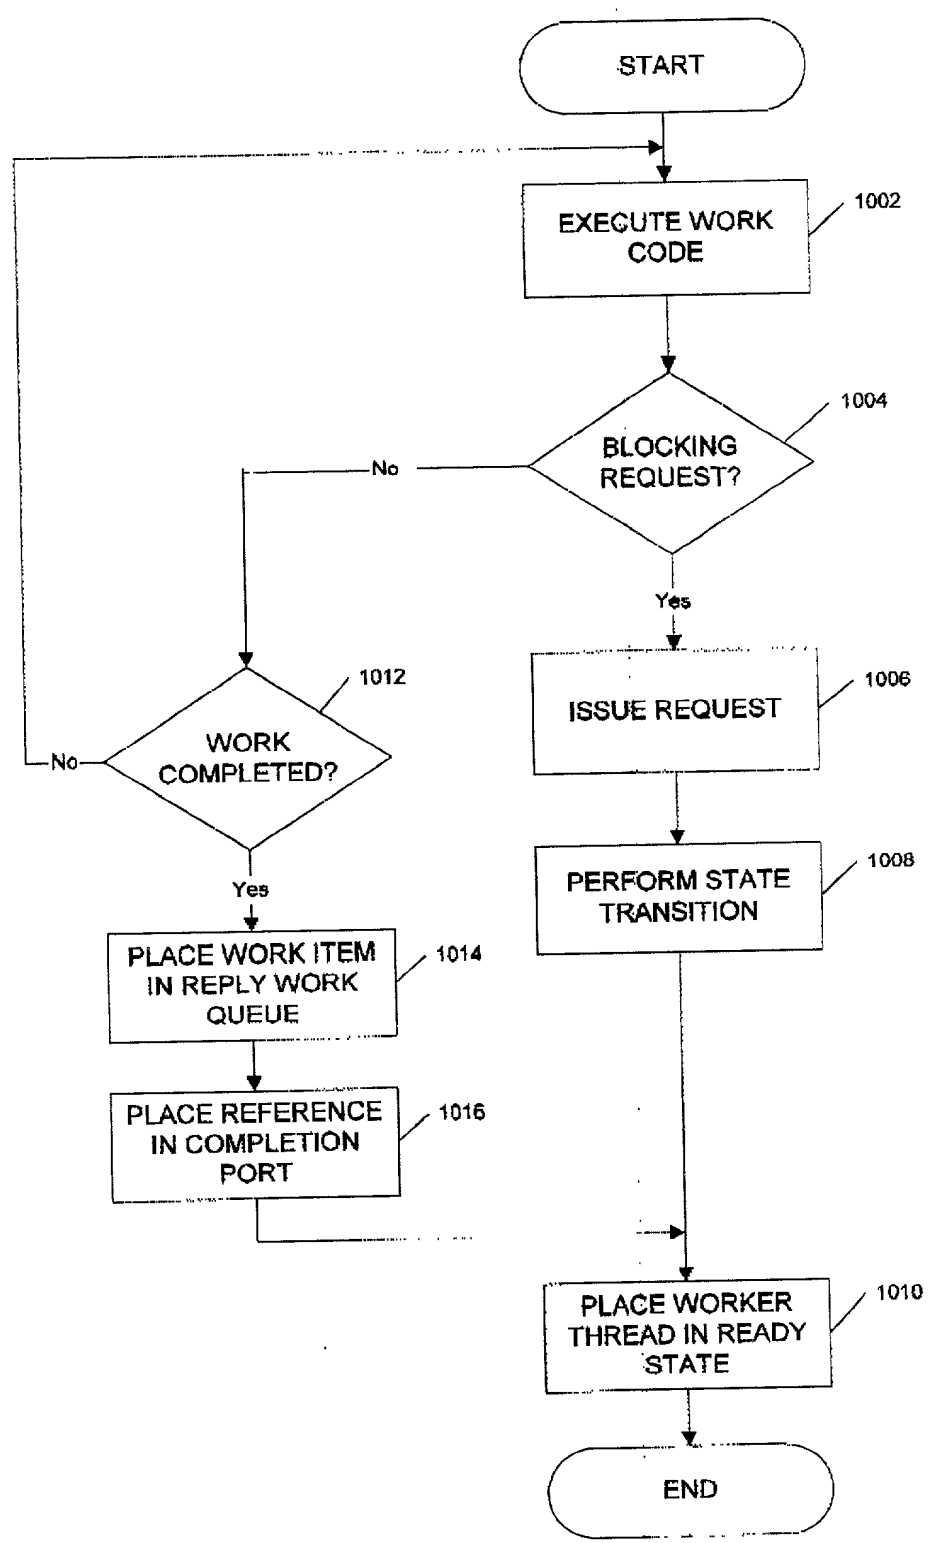 START
1002
EXECUTE WORK
CODE
1004
BLOCKING
REQUEST?
No
Yes
1012
1006
ISSUE REQUEST
WORK
COMPLETED?
No
1008
PERFORM STATE
TRANSITION
Yes
PLACE WORK ITEM
IN REPLY WORK
QUEUE
1014
PLACE REFERENCE
IN COMPLETION
PORT
1016
1010
PLACE WORKER
THREAD IN READY
STATE
END